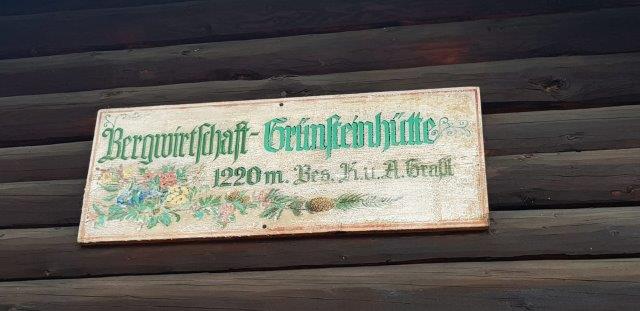 Bergwirtschaft-Grünsteinhütte
1220 m. Bes. K. u. A. Graßl